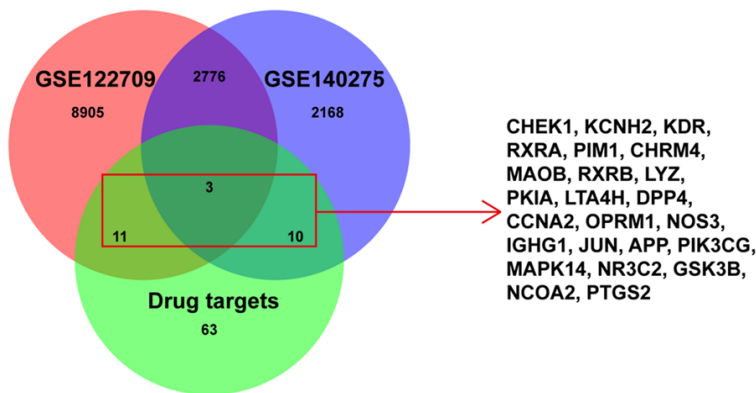 GSE122709
2776
GSE140275
8905
2168
3
11
10
Drug targets
63
CHEK1, KCNH2, KDR,
RXRA, PIM1, CHRM4,
MAOB, RXRB, LYZ,
PKIA, LTA4H, DPP4,
CCNA2, OPRM1, NOS3,
IGHG1, JUN, APP, PIK3CG,
MAPK14, NR3C2, GSK3B,
NCOA2, PTGS2